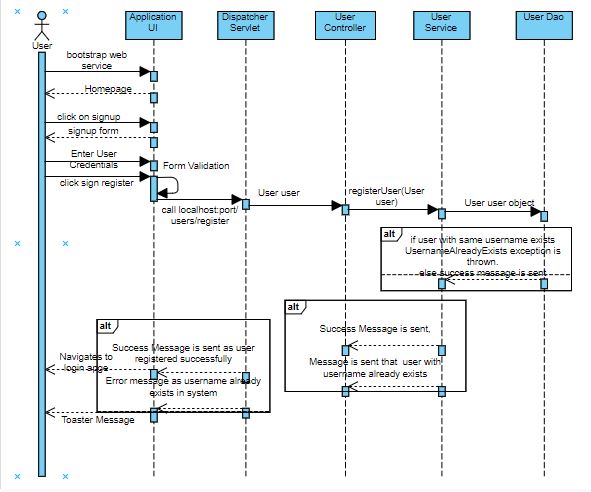 Application
UI
Dispatcher
Servlet
User
Controller
User
Service
User Dao
User
bootstrap web
service
Homepage
click on signup
signup form
Enter User
Credentials
Form Validation
click sign register
call localhost:port/
users/register
User user
registerUser(User
user)
User user object
alt
if user with same username exists
UsernameAlreadyExists exception is
thrown.
else success message is sent
alt
Success Message is sent,
Message is sent that user with
username already exists
alt
Success Message is sent as user
registered successfully
Navigates to
login apge
Error message as username already
exists in system
Toaster Message